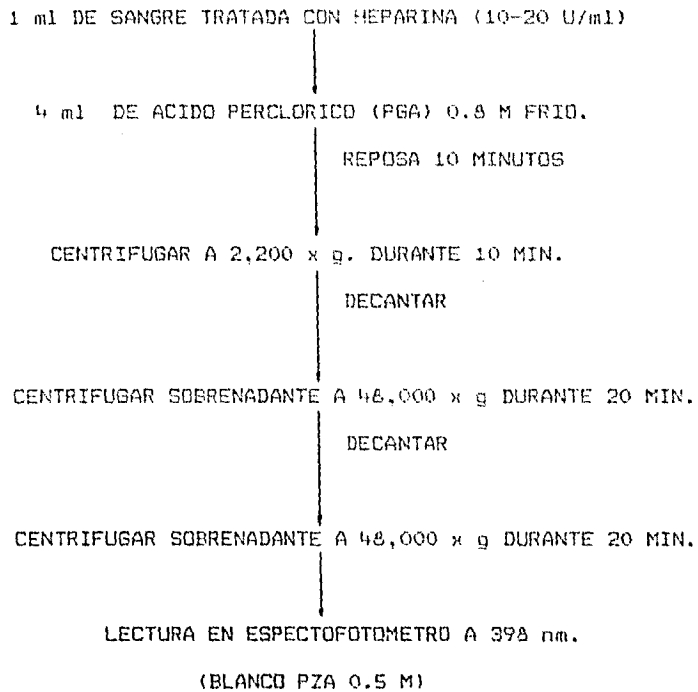 1 ml DE SANGRE TRATADA CON HEPARINA (10-20 U/ml)
4 ml DE ACIDO PERCLORICO (PGA) 0.8 M FRIO.
REPOSA 10 MINUTOS
CENTRIFUGAR A 2,200 x g. DURANTE 10 MIN.
DECANTAR
CENTRIFUGAR SOBRENADANTE A 48,000 x g DURANTE 20 MIN.
DECANTAR
CENTRIFUGAR SOBRENADANTE A 48,000 x g DURANTE 20 MIN.
LECTURA EN ESPECTOFOTOMETRO A 398 nm.
(BLANCO PZA 0.5 M)